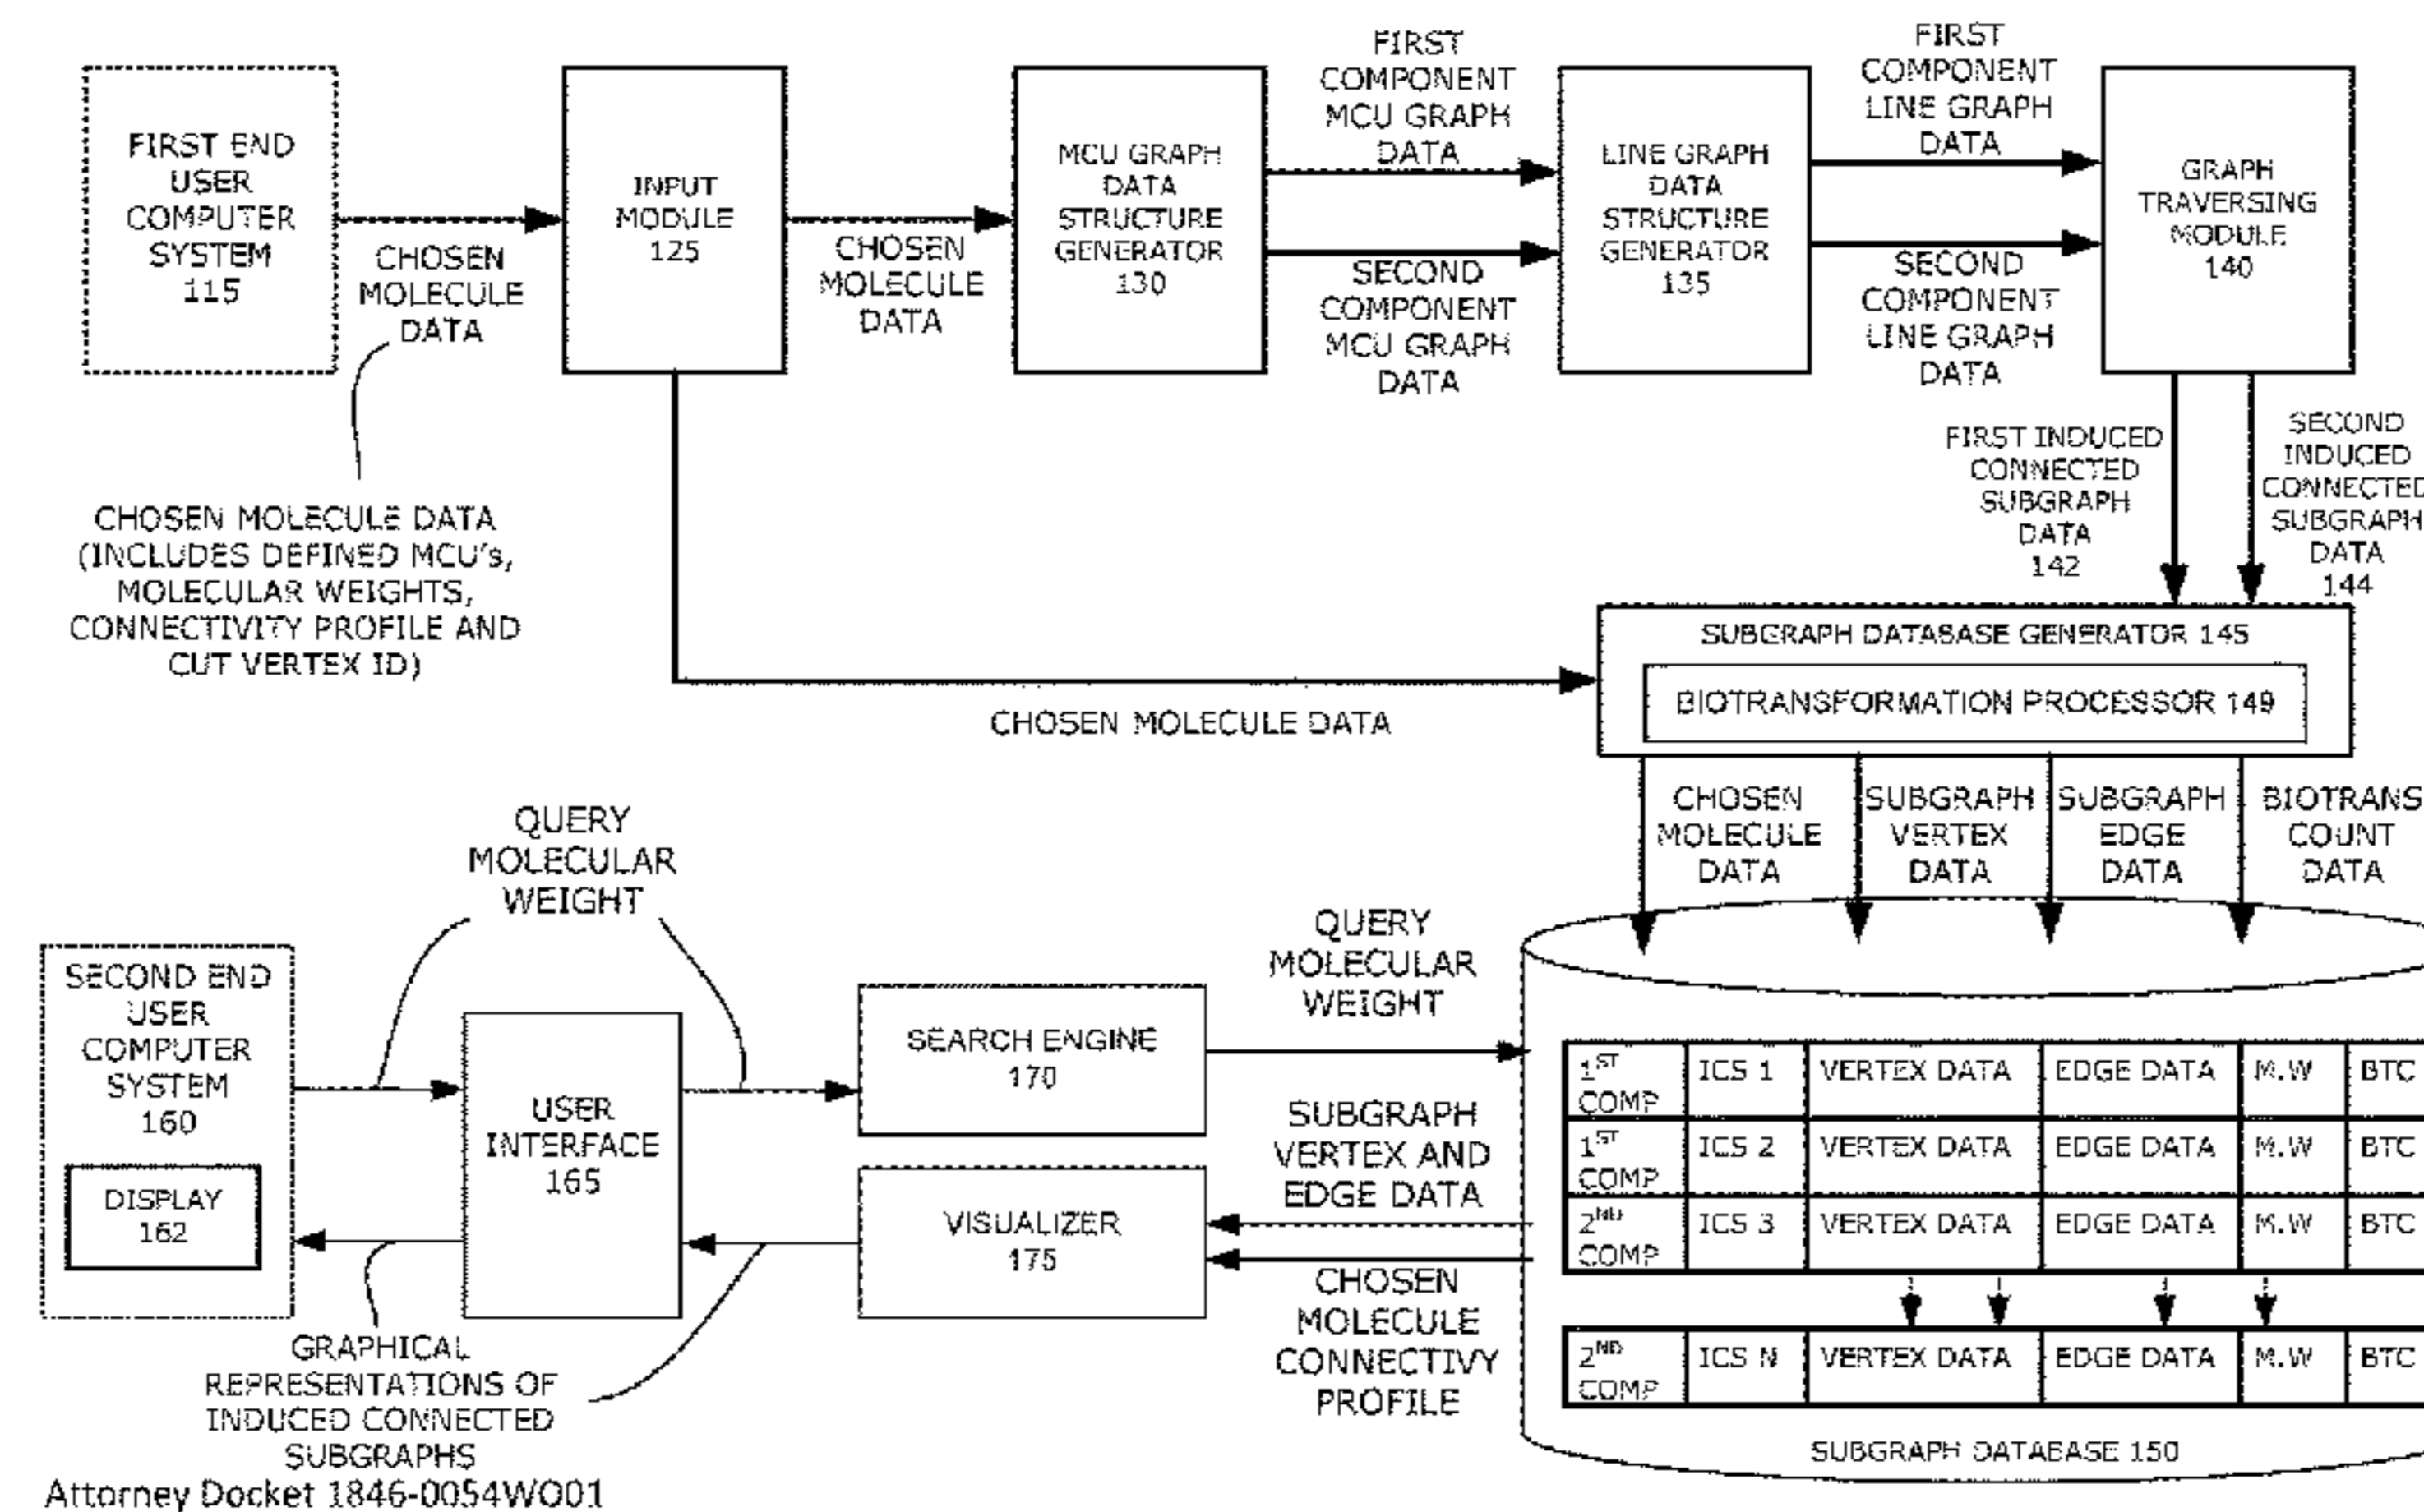 FIRST END
USER
COMPUTER
SYSTEM
115
CHOSEN
MOLECULE
DATA
INPUT
MODULE
125
CHOSEN
MOLECULE
DATA
MCU GRAPH
DATA
STRUCTURE
GENERATOR
130
FIRST
COMPONENT
MCU GRAPH
DATA
SECOND
COMPONENT
MCU GRAPH
DATA
LINE GRAPH
DATA
STRUCTURE
GENERATOR
135
FIRST
COMPONENT
LINE GRAPH
DATA
SECOND
COMPONENT
LINE GRAPH
DATA
GRAPH
TRAVERSING
MODULE
140
FIRST INDUCED
CONNECTED
SUBGRAPH
DATA
142
SECOND
INDUCED
CONNECTED
SUBGRAPH
DATA
144
CHOSEN MOLECULE DATA
(INCLUDES DEFINED MCU's,
MOLECULAR WEIGHTS,
CONNECTIVITY PROFILE AND
CUT VERTEX ID)
CHOSEN MOLECULE DATA
SUBGRAPH DATABASE GENERATOR 145
BIOTRANSFORMATION PROCESSOR 149
CHOSEN
MOLECULE
DATA
SUBGRAPH
VERTEX
DATA
SUBGRAPH
EDGE
DATA
BIOTRANS
COUNT
DATA
QUERY
MOLECULAR
WEIGHT
SECOND END
USER
COMPUTER
SYSTEM
160
DISPLAY
162
USER
INTERFACE
165
SEARCH ENGINE
170
VISUALIZER
175
QUERY
MOLECULAR
WEIGHT
SUBGRAPH
VERTEX AND
EDGE DATA
CHOSEN
MOLECULE
CONNECTIVY
PROFILE
1ST COMP ICS 1 VERTEX DATA EDGE DATA M.W BTC
1ST COMP ICS 2 VERTEX DATA EDGE DATA M.W BTC
2ND COMP ICS 3 VERTEX DATA EDGE DATA M.W BTC
2ND COMP ICS N VERTEX DATA EDGE DATA M.W BTC
SUBGRAPH DATABASE 150
GRAPHICAL
REPRESENTATIONS OF
INDUCED CONNECTED
SUBGRAPHS
Attorney Docket 1846-0054WO01